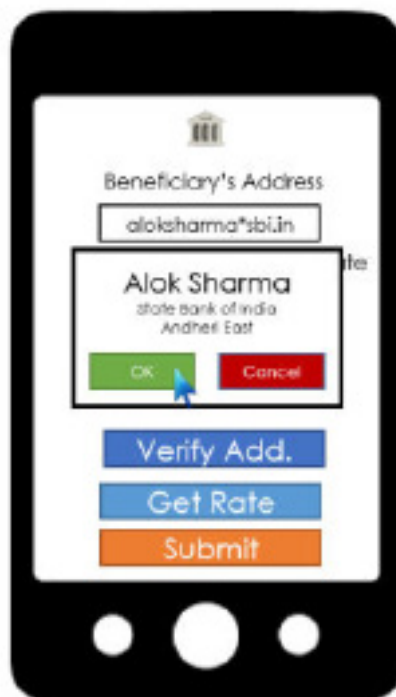 Beneficiary's Address
aloksharma*sbi.in
Alok Sharma
State Bank of India
Andheri East
OK
Cancel
Verify Add.
Get Rate
Submit